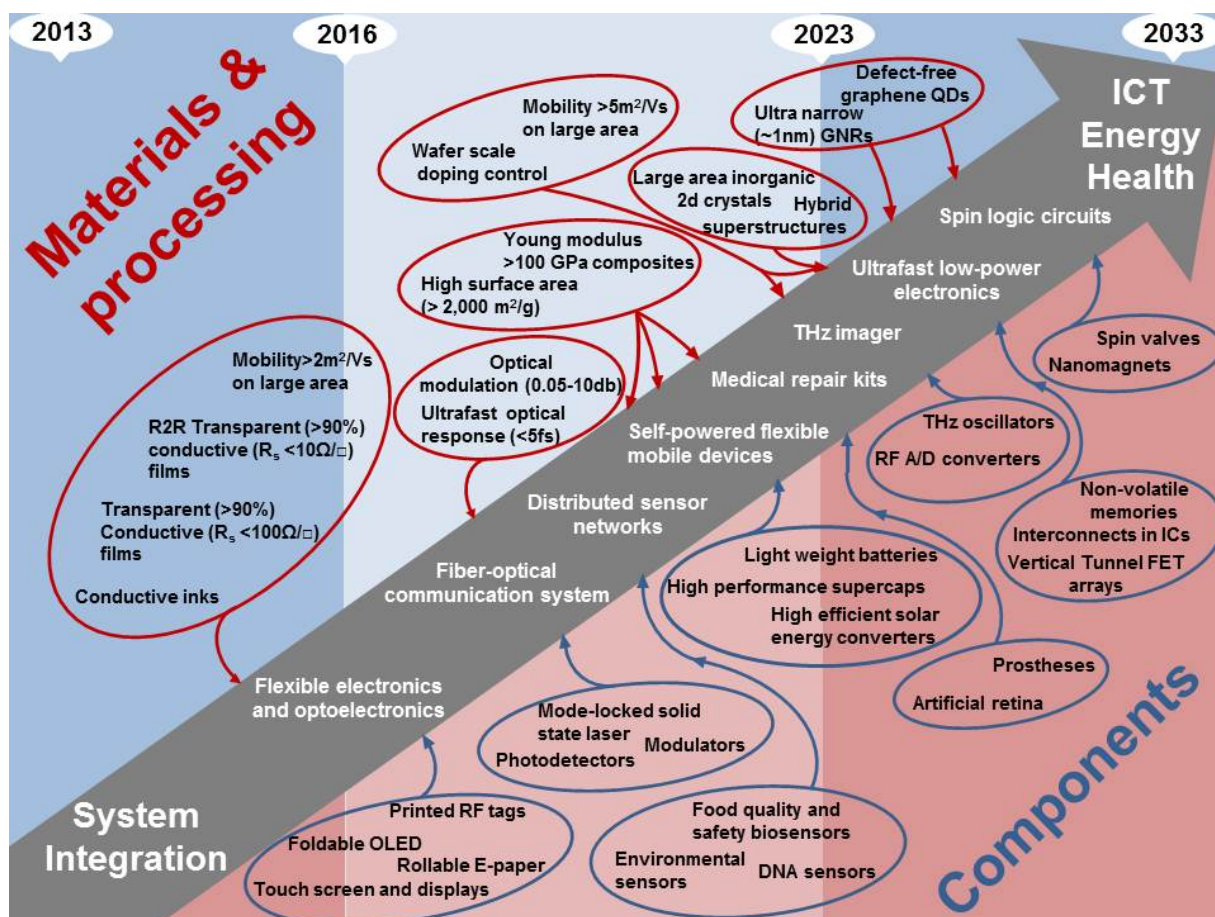 2013
2016
2023
2033
Materials &
processing
Mobility >5m²/Vs
on large area
Wafer scale
doping control
Defect-free
graphene QDs
Ultra narrow
(~1nm) GNRs
ICT
Energy
Health
Large area inorganic
2d crystals
Hybrid
superstructures
Spin logic circuits
Young modulus
>100 GPa composites
High surface area
(> 2,000 m²/g)
Ultrafast low-power
electronics
THz imager
Mobility>2m²/Vs
on large area
R2R Transparent (>90%)
conductive (Rs <10Ω/□)
films
Transparent (>90%)
Conductive (Rs <100Ω/□)
films
Conductive inks
Optical
modulation (0.05-10db)
Ultrafast optical
response (<5fs)
Medical repair kits
Spin valves
Nanomagnets
Self-powered flexible
mobile devices
THz oscillators
RF A/D converters
Distributed sensor
networks
Non-volatile
memories
Interconnects in ICs
Vertical Tunnel FET
arrays
Fiber-optical
communication system
Light weight batteries
High performance supercaps
High efficient solar
energy converters
Flexible electronics
and optoelectronics
Prostheses
Artificial retina
Mode-locked solid
state laser
Modulators
Photodetectors
System
Integration
Printed RF tags
Foldable OLED
Rollable E-paper
Touch screen and displays
Food quality and
safety biosensors
Environmental
sensors
DNA sensors
Components